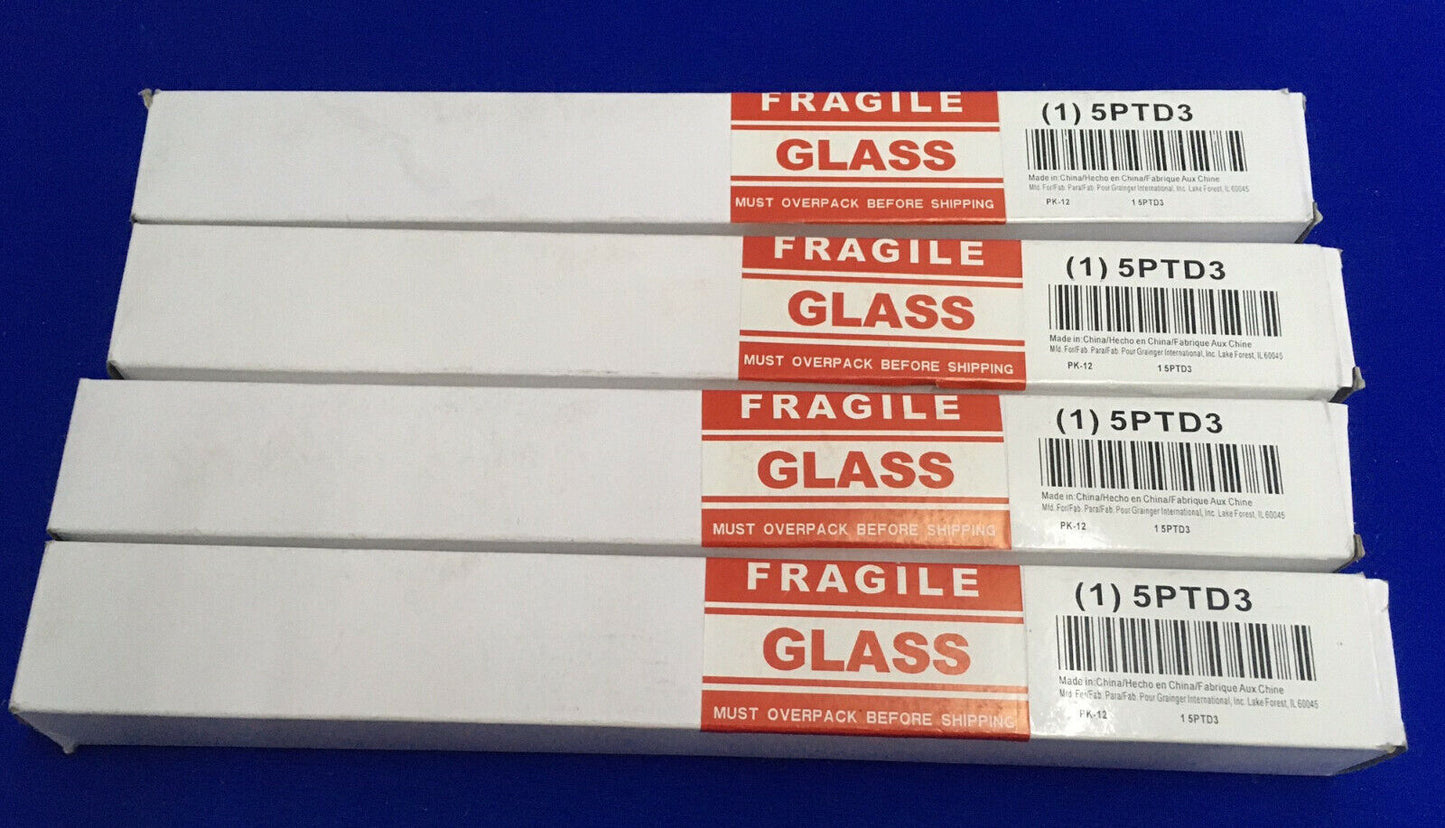 FRAGILE
GLASS
MUST OVERPACK BEFORE SHIPPING
(1) 5PTD3
Made in:China/Hecho en China/Fabrique Aux Chine
Mfd. For/Fab. Para/Fab. Pour Grainger International, Inc. Lake Forest, IL 60045
PK-12 1 5PTD3
FRAGILE
GLASS
MUST OVERPACK BEFORE SHIPPING
(1) 5PTD3
Made in:China/Hecho en China/Fabrique Aux Chine
Mfd. For/Fab. Para/Fab. Pour Grainger International, Inc. Lake Forest, IL 60045
PK-12 1 5PTD3
FRAGILE
GLASS
MUST OVERPACK BEFORE SHIPPING
(1) 5PTD3
Made in:China/Hecho en China/Fabrique Aux Chine
Mfd. For/Fab. Para/Fab. Pour Grainger International, Inc. Lake Forest, IL 60045
PK-12 1 5PTD3
FRAGILE
GLASS
MUST OVERPACK BEFORE SHIPPING
(1) 5PTD3
Made in:China/Hecho en China/Fabrique Aux Chine
Mfd. For/Fab. Para/Fab. Pour Grainger International, Inc. Lake Forest, IL 60045
PK-12 1 5PTD3